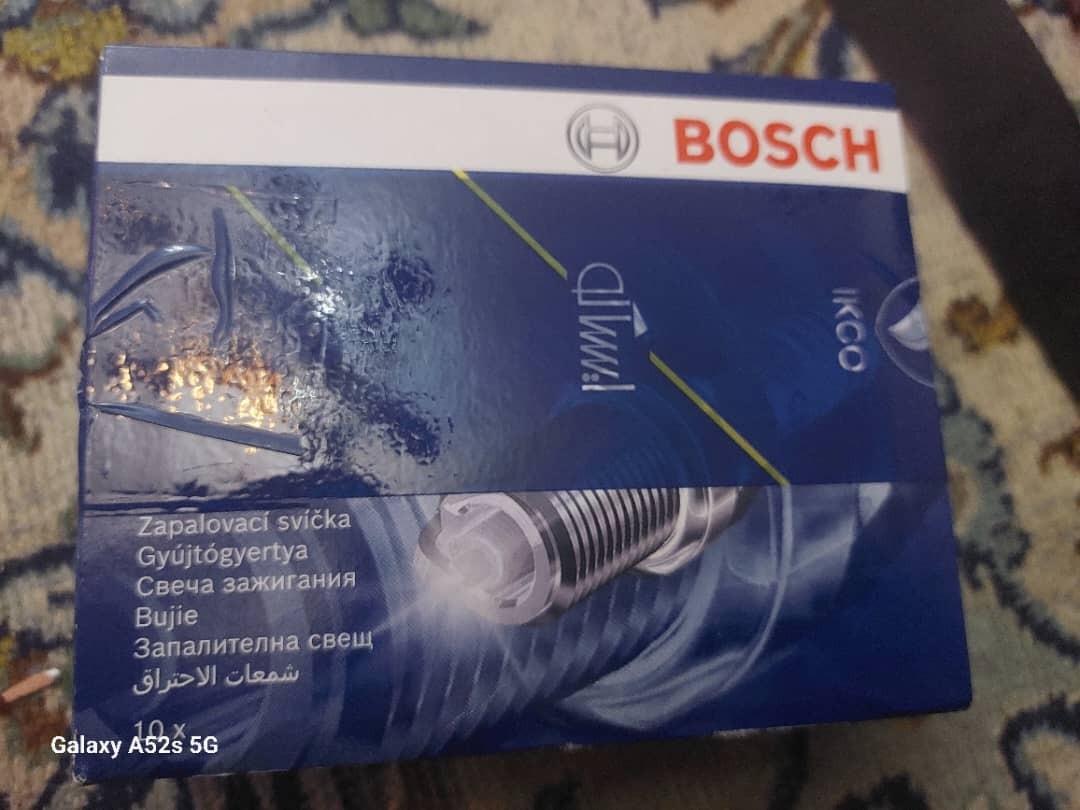 BOSCH
IKCO
Zapalovací svíčka
Gyújtógyertya
Свеча зажигания
Bujie
Запалителна свещ
شمعات الاحتراق
10 x
Galaxy A52s 5G